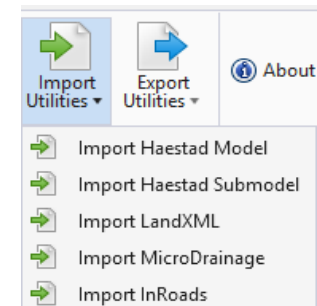 Import
Utilities
Export
Utilities
About
Import Haestad Model
Import Haestad Submodel
Import LandXML
Import MicroDrainage
Import InRoads